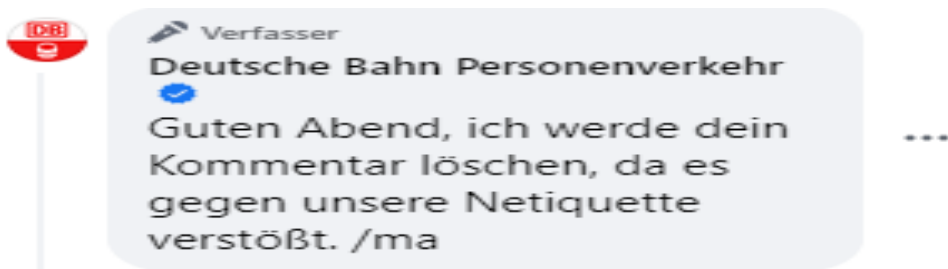 DB
Verfasser
Deutsche Bahn Personenverkehr
Guten Abend, ich werde dein
Kommentar löschen, da es
gegen unsere Netiquette
verstößt. /ma